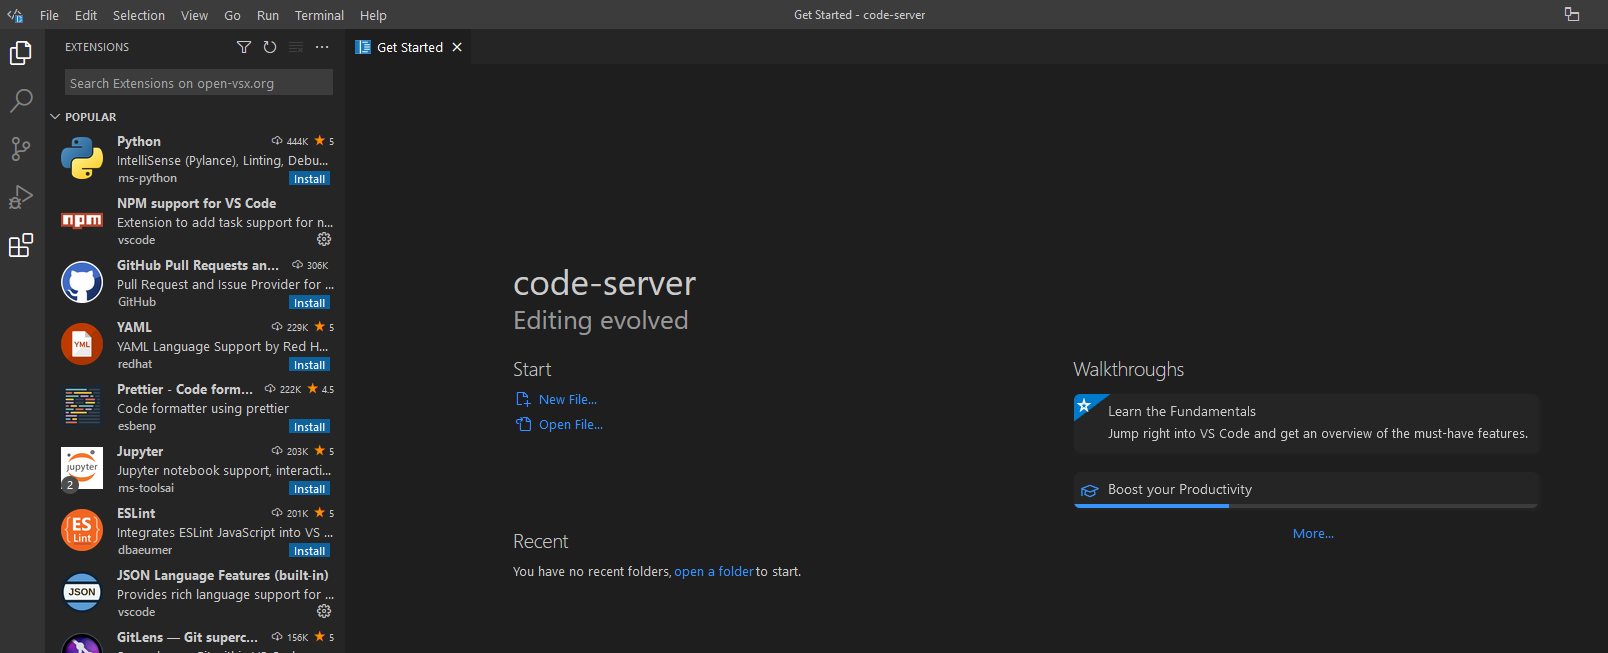 File Edit Selection View Go Run Terminal Help
Get Started - code-server
EXTENSIONS
Search Extensions on open-vsx.org
POPULAR
Python 444K 5
IntelliSense (Pylance), Linting, Debu...
ms-python Install
NPM support for VS Code
npm
Extension to add task support for n...
vscode
GitHub Pull Requests an... 306K
Pull Request and Issue Provider for ...
GitHub Install
YAML 229K 5
YML
YAML Language Support by Red H...
redhat Install
Prettier - Code form... 222K 4.5
Code formatter using prettier
esbenp Install
Jupyter 203K 5
jupyter
Jupyter notebook support, interacti...
2
ms-toolsai Install
ESLint 201K 5
ES
Lint
Integrates ESLint JavaScript into VS ...
dbaeumer Install
JSON Language Features (built-in)
JSON
Provides rich language support for ...
vscode
GitLens — Git superc... 156K 5
Get Started
code-server
Editing evolved
Start
New File...
Open File...
Recent
You have no recent folders, open a folder to start.
Walkthroughs
Learn the Fundamentals
Jump right into VS Code and get an overview of the must-have features.
Boost your Productivity
More...